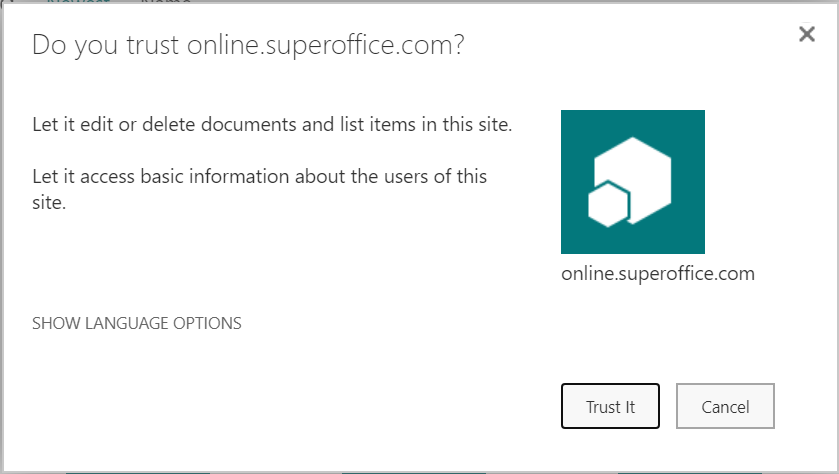 Do you trust online.superoffice.com?
Let it edit or delete documents and list items in this site.
Let it access basic information about the users of this
site.
online.superoffice.com
SHOW LANGUAGE OPTIONS
Trust It
Cancel